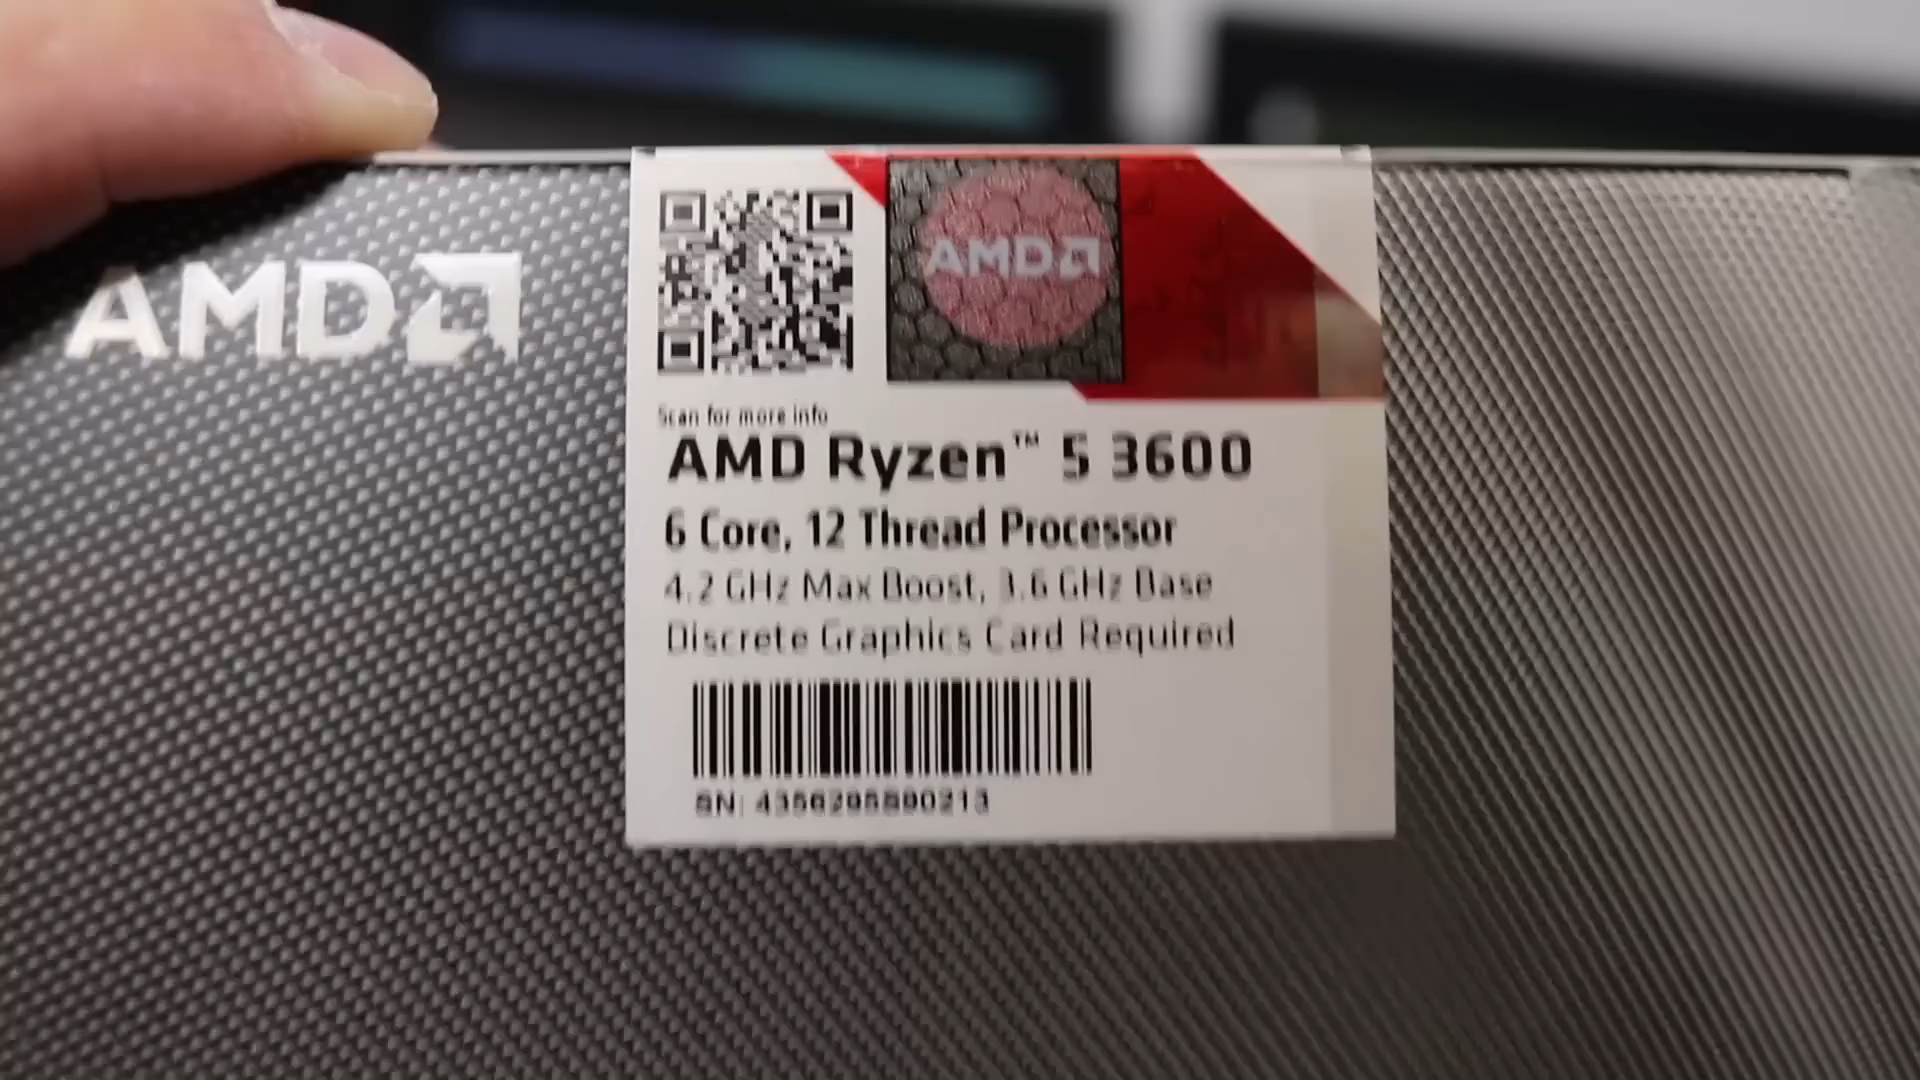 AMD
AMD
Scan for more info
AMD Ryzen™ 5 3600
6 Core, 12 Thread Processor
4.2 GHz Max Boost, 3.6 GHz Base
Discrete Graphics Card Required
SN: